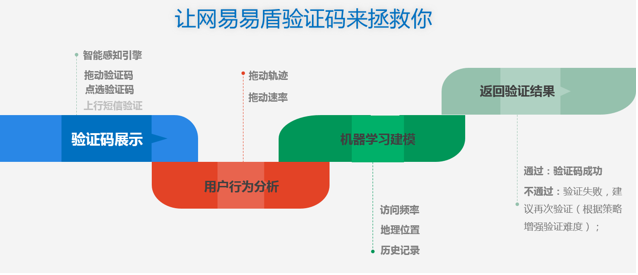 让网易易盾验证码来拯救你
智能感知引擎
拖动验证码
点选验证码
上行短信验证
验证码展示
拖动轨迹
拖动速率
用户行为分析
机器学习建模
访问频率
地理位置
历史记录
返回验证结果
通过：验证码成功
不通过：验证失败，建
议再次验证（根据策略
增强验证难度）；